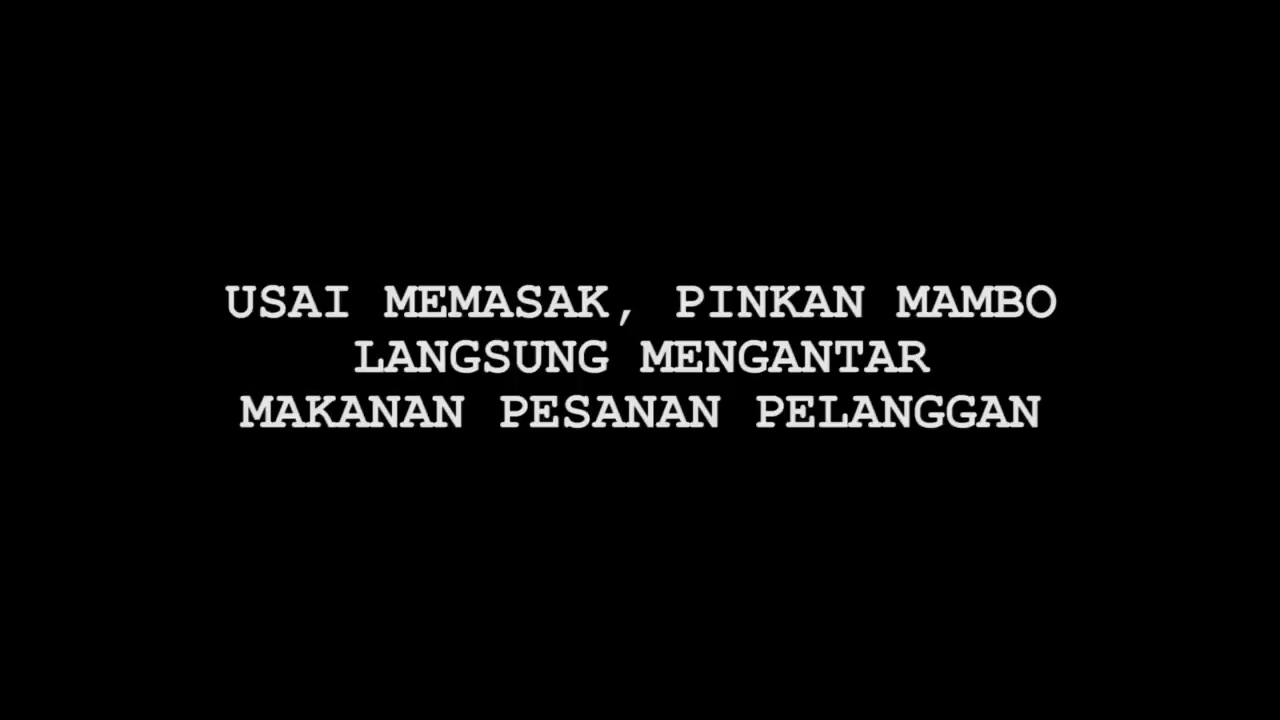 USAI MEMASAK, PINKAN MAMBO
LANGSUNG MENGANTAR
MAKANAN PESANAN PELANGGAN